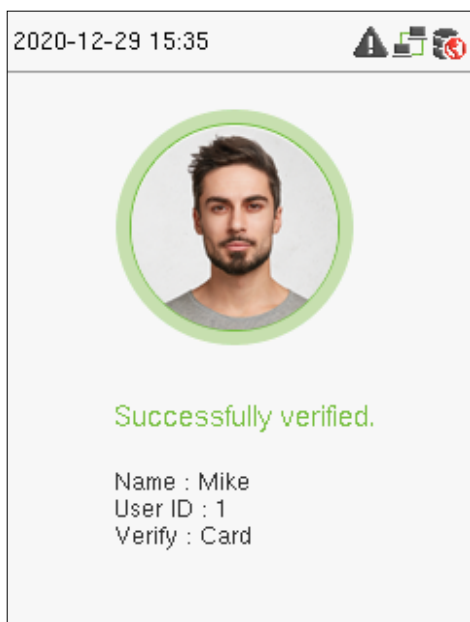 2020-12-29 15:35
Successfully verified.
Name : Mike
User ID : 1
Verify : Card